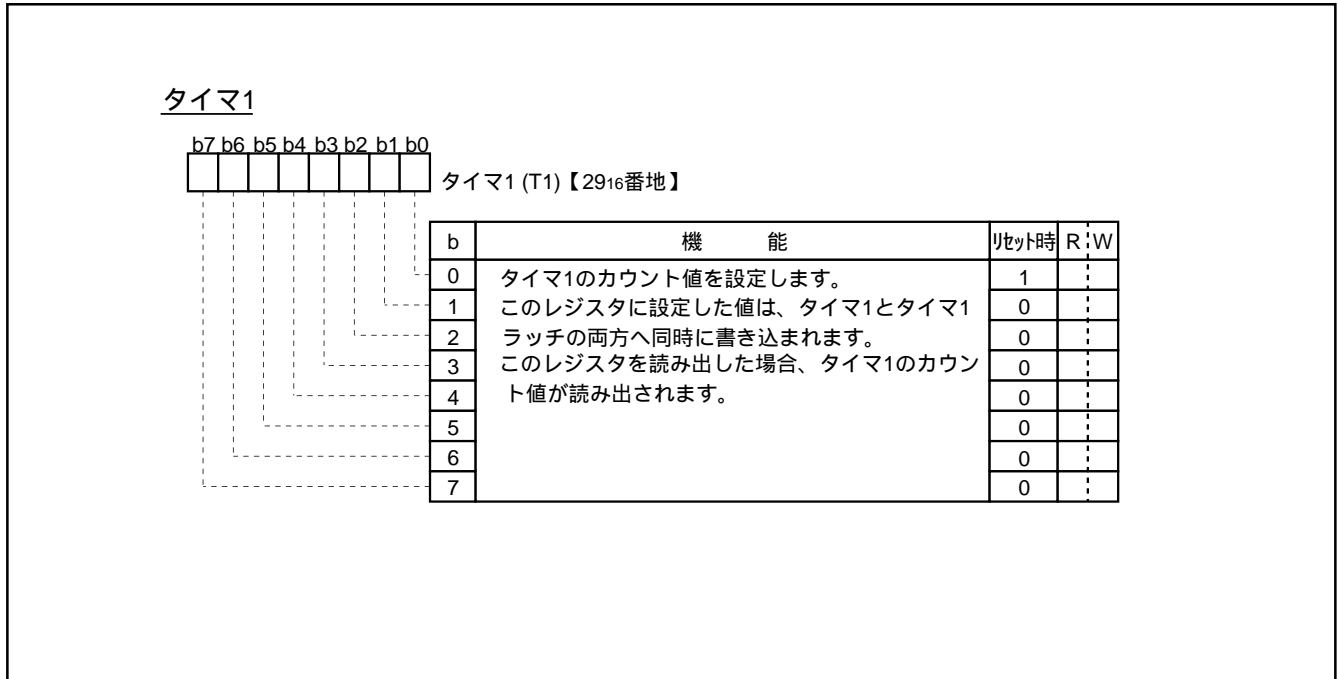 タイマ1
b7 b6 b5 b4 b3 b2 b1 b0
タイマ1 (T1)【2916番地】
b 機 能 ﾘｾｯﾄ時 R W
0 タイマ1のカウント値を設定します。 1
1 このレジスタに設定した値は、タイマ1とタイマ1 0
2 ラッチの両方へ同時に書き込まれます。 0
3 このレジスタを読み出した場合、タイマ1のカウン 0
4 ト値が読み出されます。 0
5 0
6 0
7 0